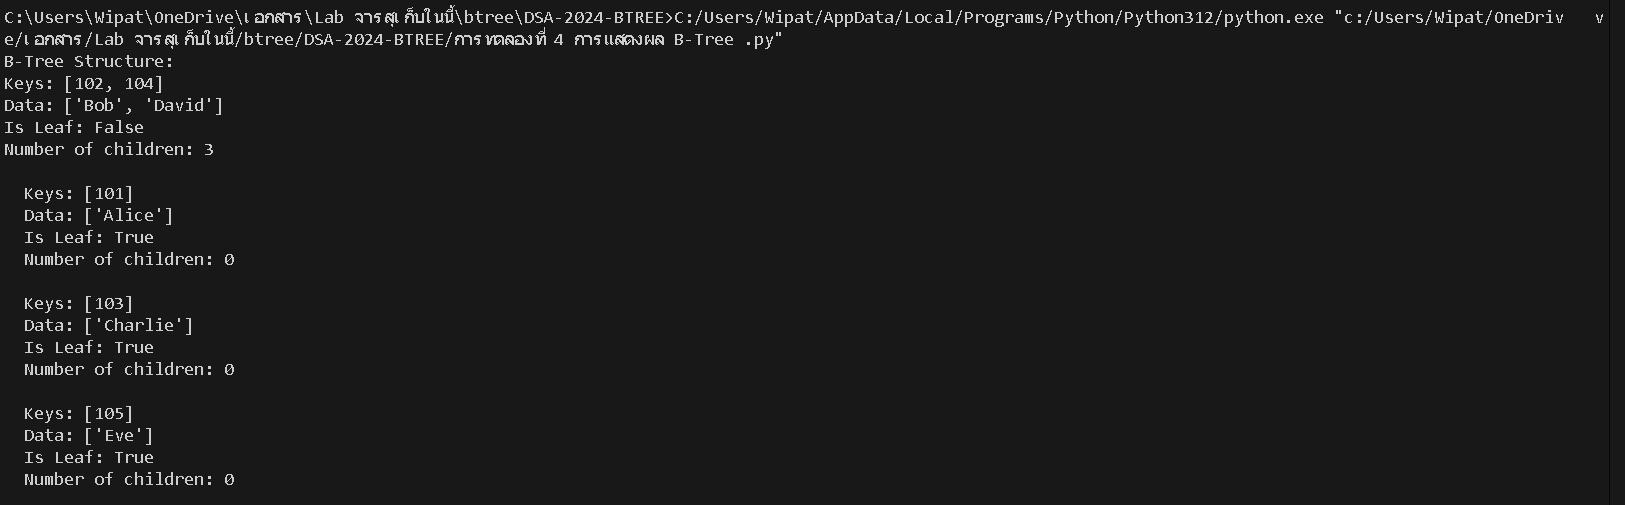 C:\Users\Wipat\OneDrive\เอกสาร\Lab จารสุเก็บในนี้\btree\DSA-2024-BTREE>C:/Users/Wipat/AppData/Local/Programs/Python/Python312/python.exe "c:/Users/Wipat/OneDriv   v
e/เอกสาร/Lab จารสุเก็บในนี้/btree/DSA-2024-BTREE/การทดลองที่ 4 การแสดงผล B-Tree .py"
B-Tree Structure:
Keys: [102, 104]
Data: ['Bob', 'David']
Is Leaf: False
Number of children: 3
  Keys: [101]
  Data: ['Alice']
  Is Leaf: True
  Number of children: 0
  Keys: [103]
  Data: ['Charlie']
  Is Leaf: True
  Number of children: 0
  Keys: [105]
  Data: ['Eve']
  Is Leaf: True
  Number of children: 0